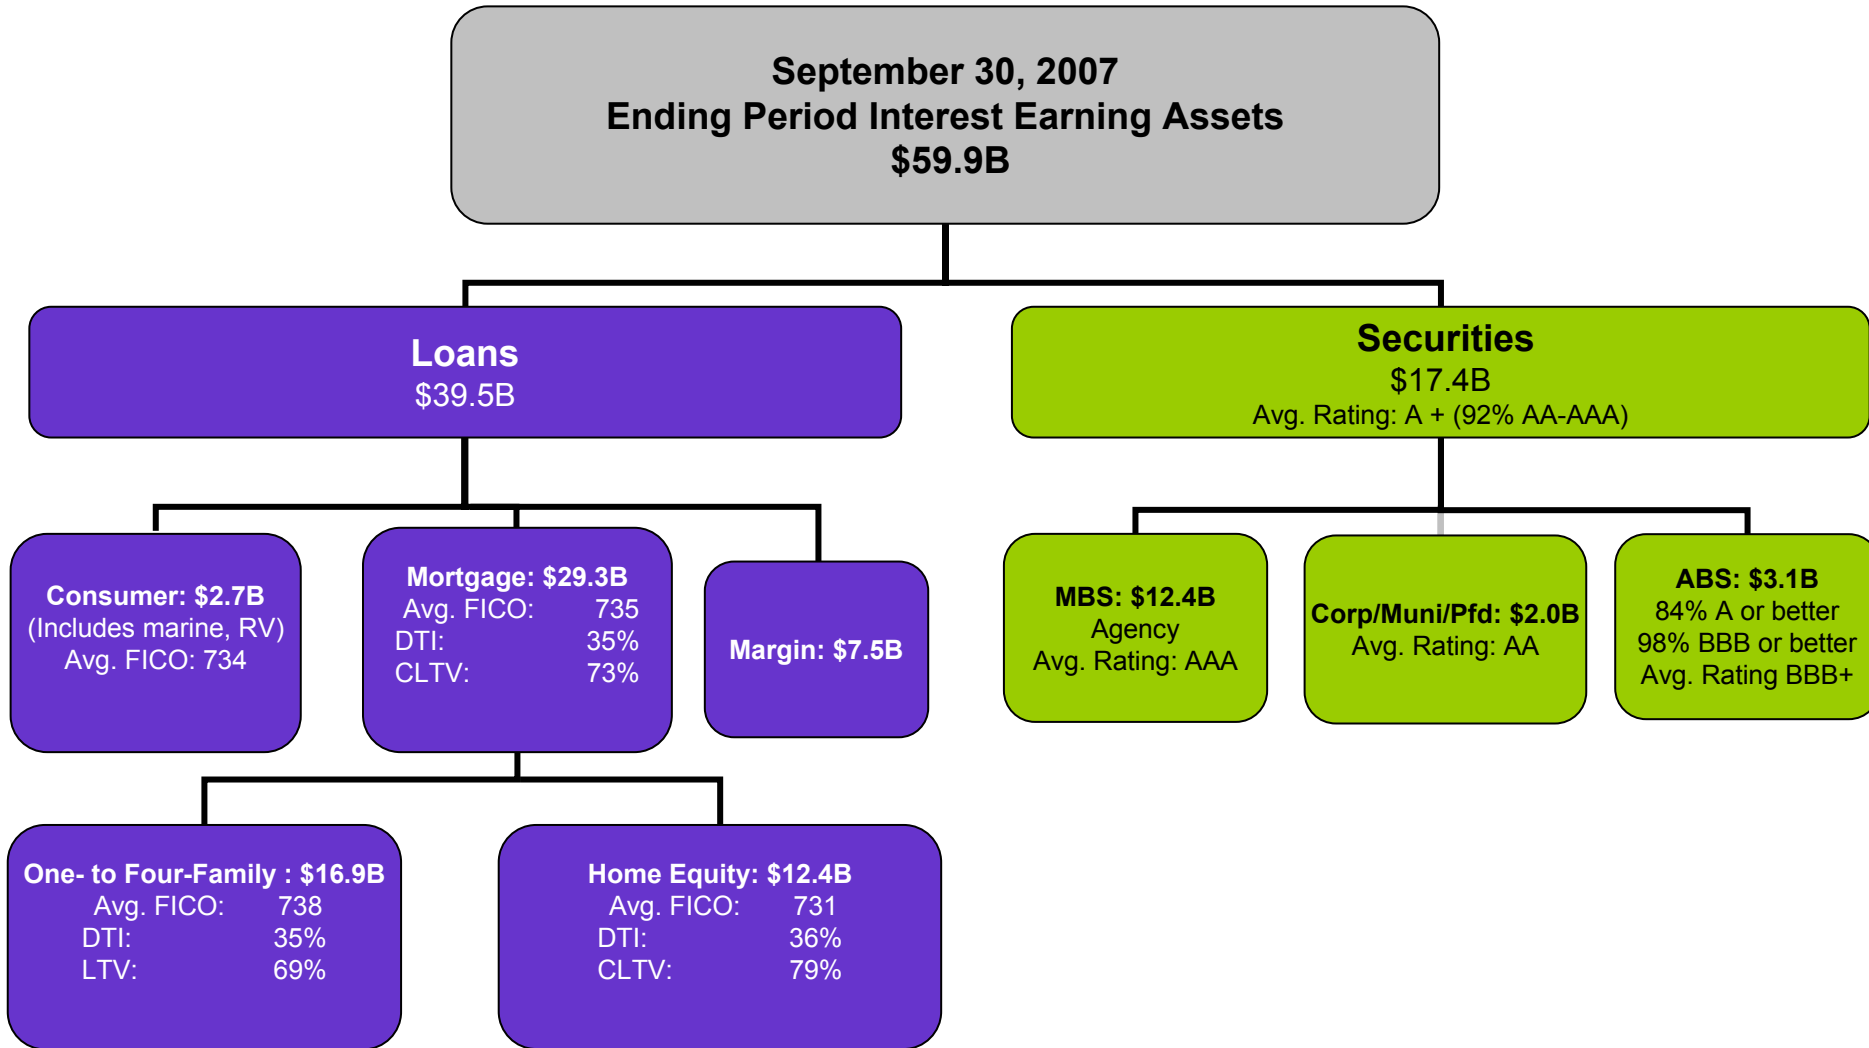 September 30, 2007
Ending Period Interest Earning Assets
$59.9B
Loans
$39.5B
Securities
$17.4B
Avg. Rating: A + (92% AA-AAA)
Consumer: $2.7B
(Includes marine, RV)
Avg. FICO: 734
Mortgage: $29.3B
Avg. FICO: 735
DTI: 35%
CLTV: 73%
Margin: $7.5B
MBS: $12.4B
Agency
Avg. Rating: AAA
Corp/Muni/Pfd: $2.0B
Avg. Rating: AA
ABS: $3.1B
84% A or better
98% BBB or better
Avg. Rating BBB+
One- to Four-Family : $16.9B
Avg. FICO: 738
DTI: 35%
LTV: 69%
Home Equity: $12.4B
Avg. FICO: 731
DTI: 36%
CLTV: 79%